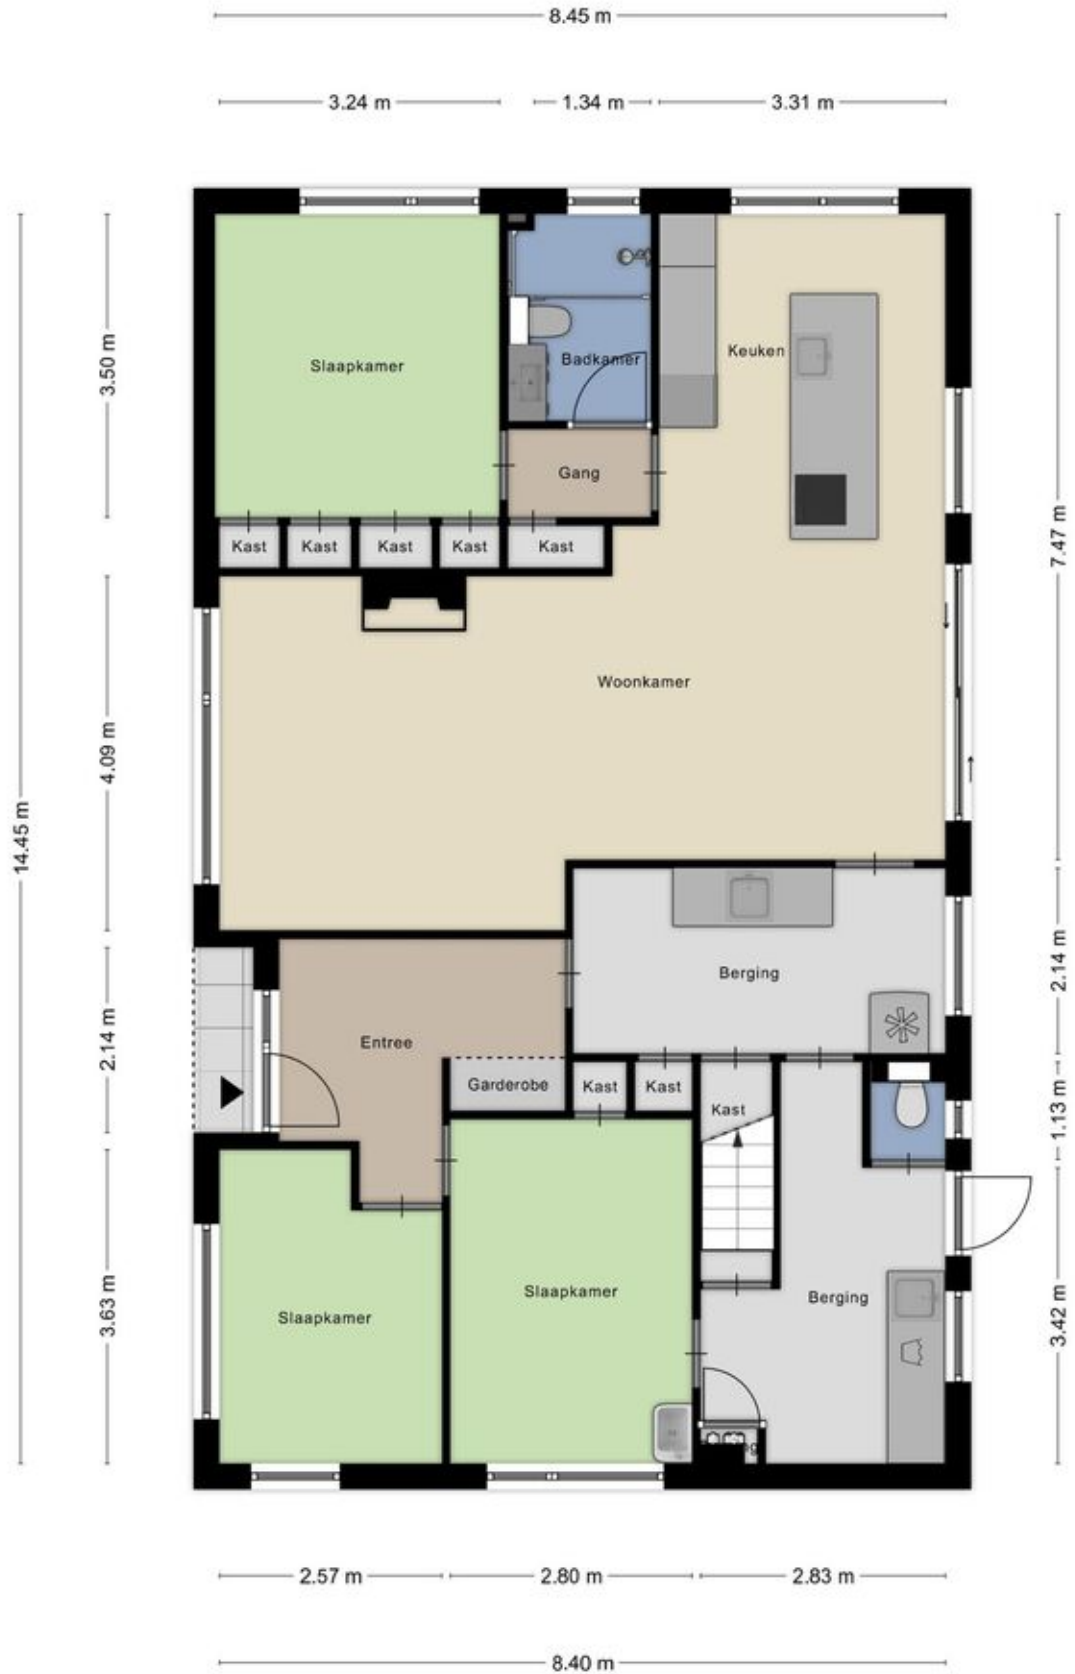 8.45 m
3.24 m
1.34 m
3.31 m
14.45 m
3.50 m
4.09 m
2.14 m
3.63 m
Slaapkamer
Badkamer
Keuken
Gang
Kast
Kast
Kast
Kast
Kast
Woonkamer
Berging
Entree
Garderobe
Kast
Kast
Kast
Slaapkamer
Slaapkamer
Berging
7.47 m
2.14 m
1.13 m
3.42 m
2.57 m
2.80 m
2.83 m
8.40 m